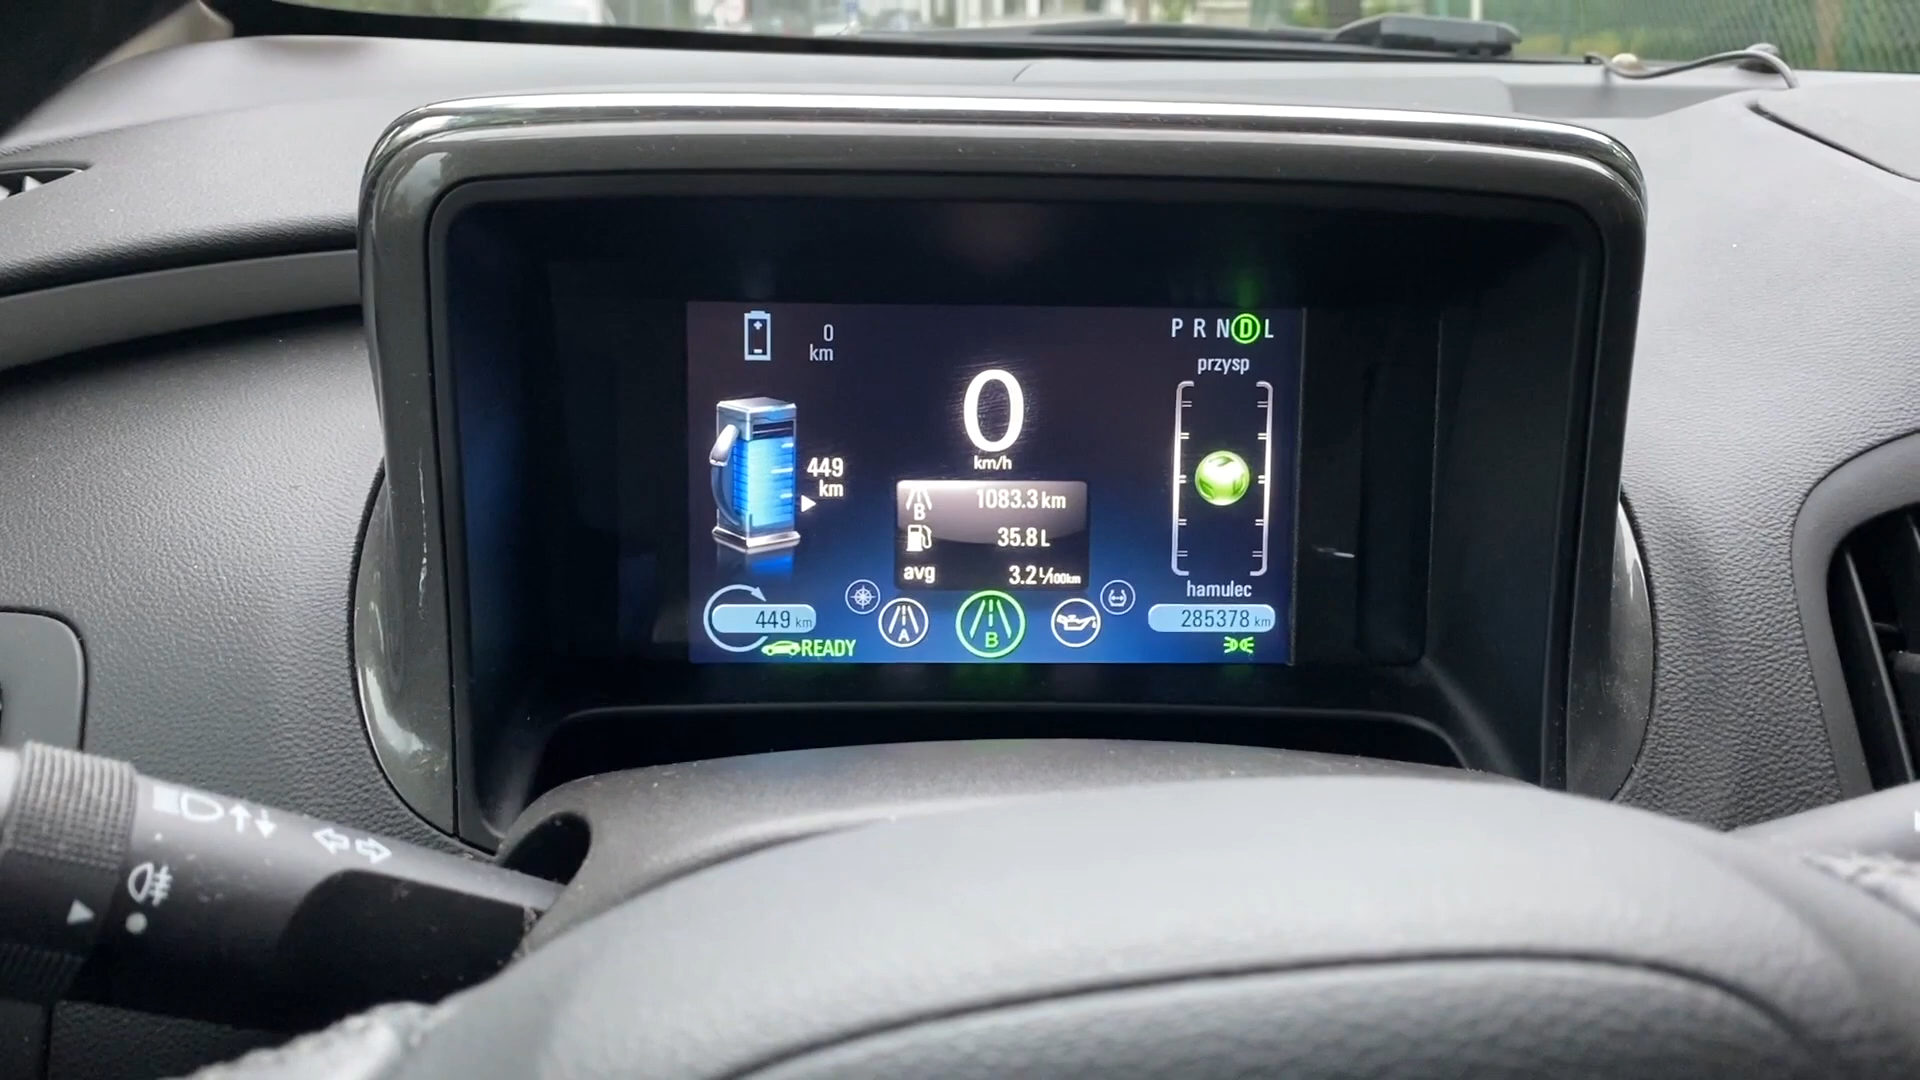 0
km
P R N D L
przysp
0
km/h
449
km
B
1083.3 km
35.8 L
avg
3.2 l/100km
hamulec
449 km
A
B
285378 km
READY